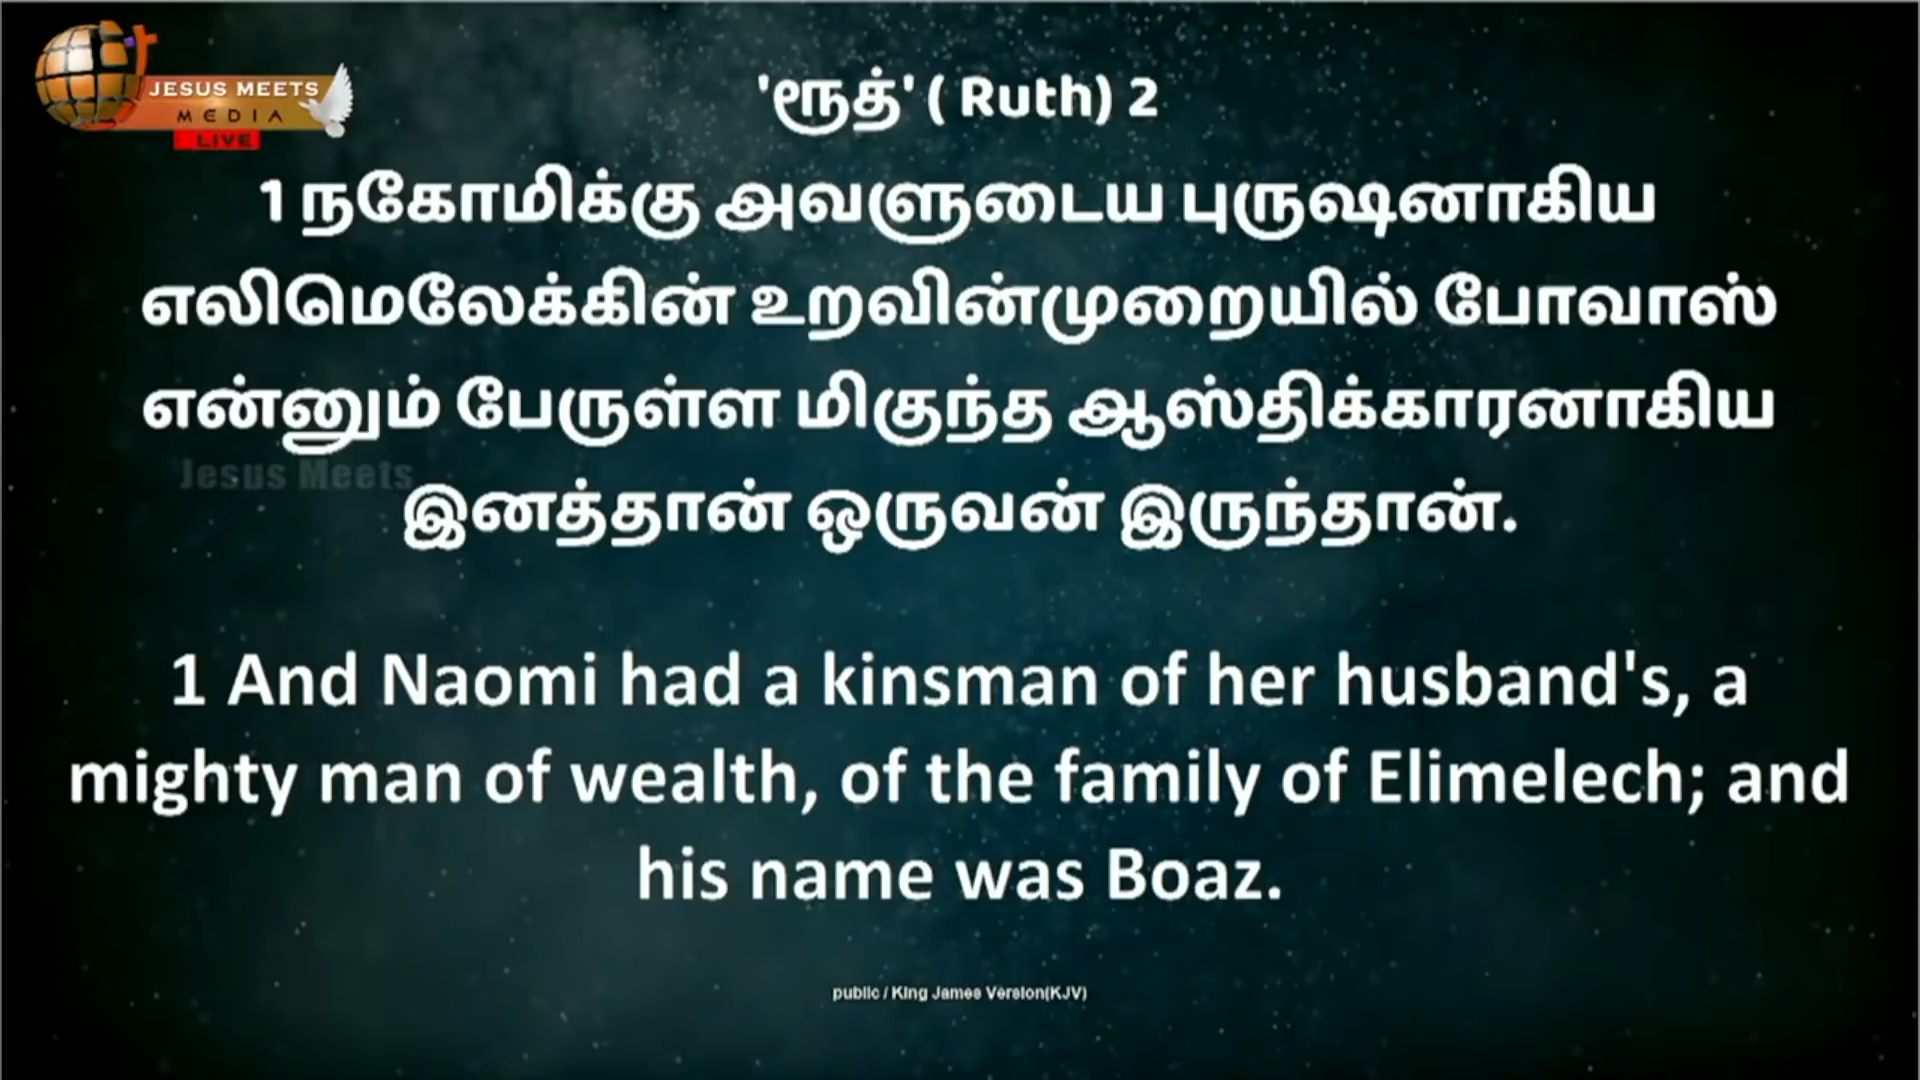 JESUS MEETS
MEDIA
LIVE
'ரூத்' ( Ruth) 2
1 நகோமிக்கு அவளுடைய புருஷனாகிய
எலிமெலேக்கின் உறவின்முறையில் போவாஸ்
என்னும் பேருள்ள மிகுந்த ஆஸ்திக்காரனாகிய
Jesus Meets
இனத்தான் ஒருவன் இருந்தான்.
1 And Naomi had a kinsman of her husband's, a
mighty man of wealth, of the family of Elimelech; and
his name was Boaz.
public / King James Version(KJV)